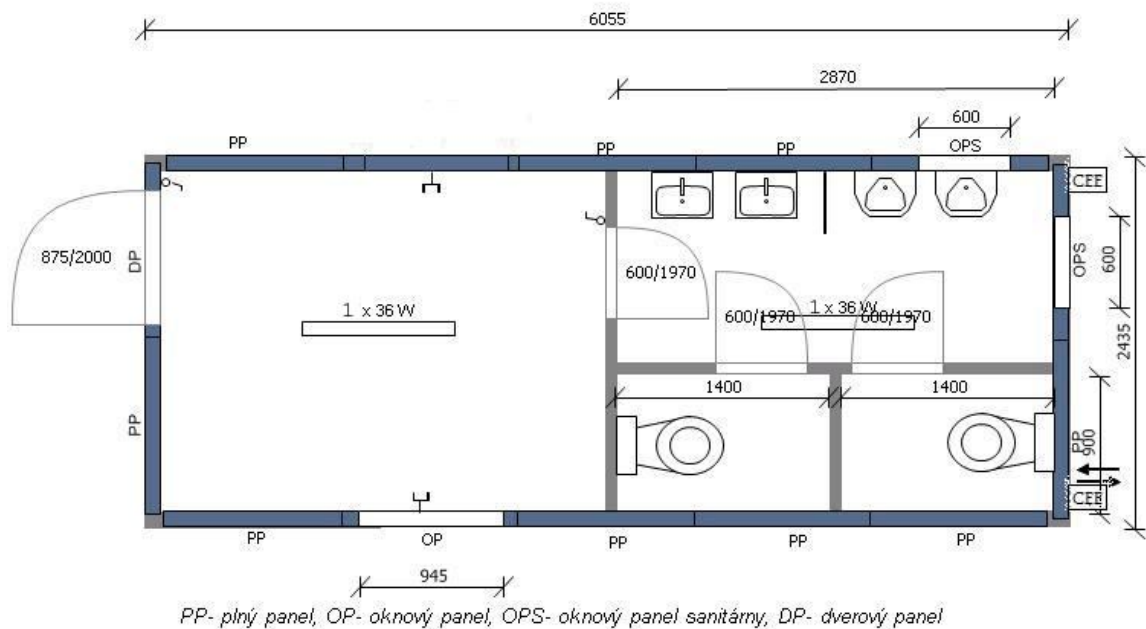 6055
2870
600
PP
PP
PP
OPS
CEE
875/2000
DP
600/1970
OPS
600
1 x 36 W
600/1970
1 x 36 W
600/1970
2435
1400
1400
PP
PP
900
CEE
PP
OP
PP
PP
PP
945
PP- plný panel, OP- oknový panel, OPS- oknový panel sanitárny, DP- dverový panel